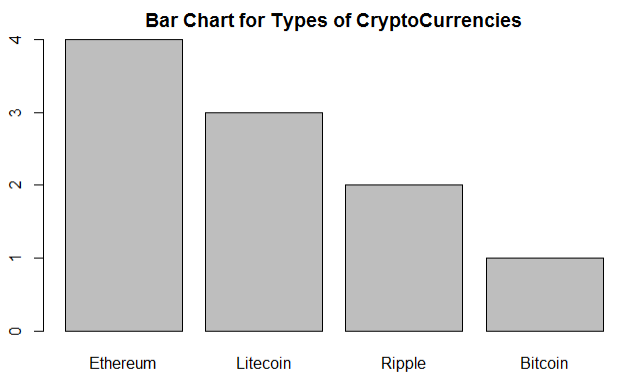 Bar Chart for Types of CryptoCurrencies
4
3
2
1
0
Ethereum Litecoin Ripple Bitcoin